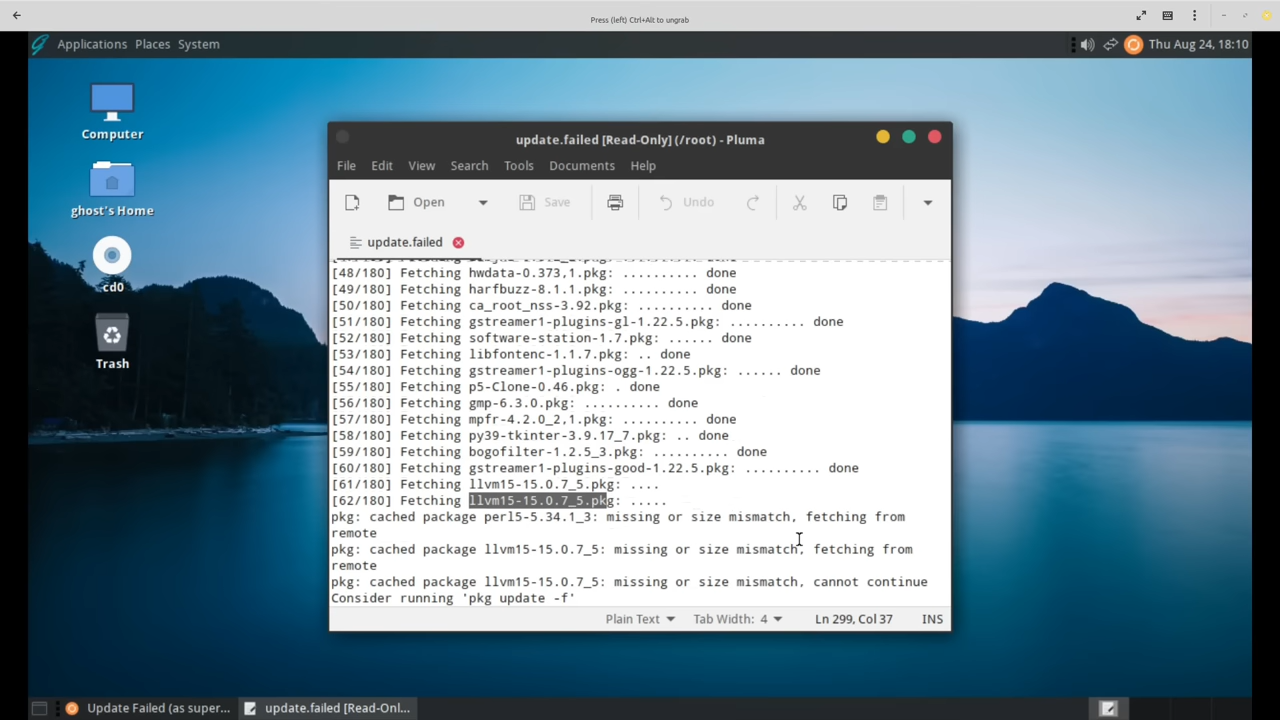 Press (left) Ctrl+Alt to ungrab
Applications Places System
Thu Aug 24, 18:10
Computer
ghost's Home
cd0
Trash
update.failed [Read-Only] (/root) - Pluma
File Edit View Search Tools Documents Help
Open Save Undo
update.failed
[48/180] Fetching hwdata-0.373,1.pkg: .......... done
[49/180] Fetching harfbuzz-8.1.1.pkg: .......... done
[50/180] Fetching ca_root_nss-3.92.pkg: .......... done
[51/180] Fetching gstreamer1-plugins-gl-1.22.5.pkg: .......... done
[52/180] Fetching software-station-1.7.pkg: ...... done
[53/180] Fetching libfontenc-1.1.7.pkg: .. done
[54/180] Fetching gstreamer1-plugins-ogg-1.22.5.pkg: ...... done
[55/180] Fetching p5-Clone-0.46.pkg: . done
[56/180] Fetching gmp-6.3.0.pkg: .......... done
[57/180] Fetching mpfr-4.2.0_2,1.pkg: .......... done
[58/180] Fetching py39-tkinter-3.9.17_7.pkg: .. done
[59/180] Fetching bogofilter-1.2.5_3.pkg: .......... done
[60/180] Fetching gstreamer1-plugins-good-1.22.5.pkg: .......... done
[61/180] Fetching llvm15-15.0.7_5.pkg: ....
[62/180] Fetching llvm15-15.0.7_5.pkg: .....
pkg: cached package perl5-5.34.1_3: missing or size mismatch, fetching from
remote
pkg: cached package llvm15-15.0.7_5: missing or size mismatch, fetching from
remote
pkg: cached package llvm15-15.0.7_5: missing or size mismatch, cannot continue
Consider running 'pkg update -f'
Plain Text Tab Width: 4 Ln 299, Col 37 INS
Update Failed (as super...
update.failed [Read-Onl...